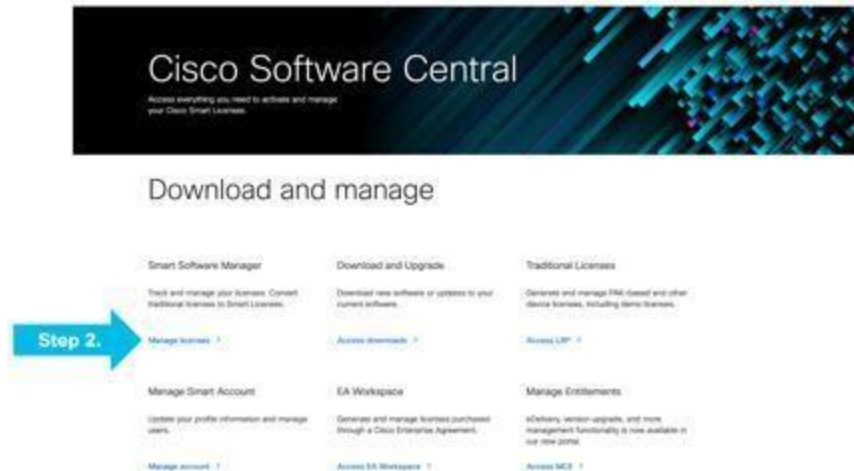 Cisco Software Central
Access everything you need to activate and manage
your Cisco Smart Licenses.
Download and manage
Smart Software Manager
Track and manage your licenses. Convert
traditional licenses to Smart Licenses.
Manage licenses
Download and Upgrade
Download new software or updates to your
current software.
Access downloads
Traditional Licenses
Generate and manage PAK-based and other
device licenses, including demo licenses.
Access LRP
Step 2.
Manage Smart Account
Update your profile information and manage
users.
Manage account
EA Workspace
Generate and manage licenses purchased
through a Cisco Enterprise Agreement.
Access EA Workspace
Manage Entitlements
eDelivery, version upgrade, and more
management functionality is now available in
our new portal.
Access MCE